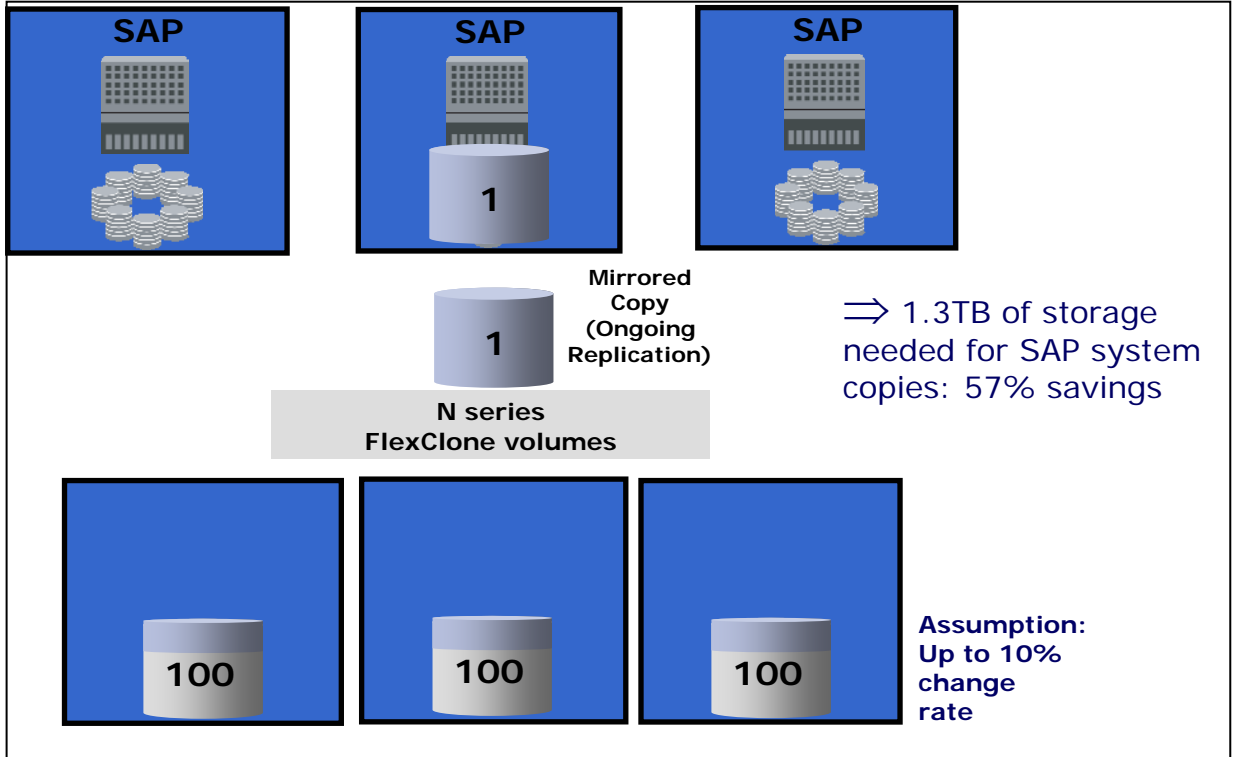 SAP
SAP
SAP
1
Mirrored
Copy
(Ongoing
Replication)
1
⇒ 1.3TB of storage
needed for SAP system
copies: 57% savings
N series
FlexClone volumes
100
100
100
Assumption:
Up to 10%
change
rate